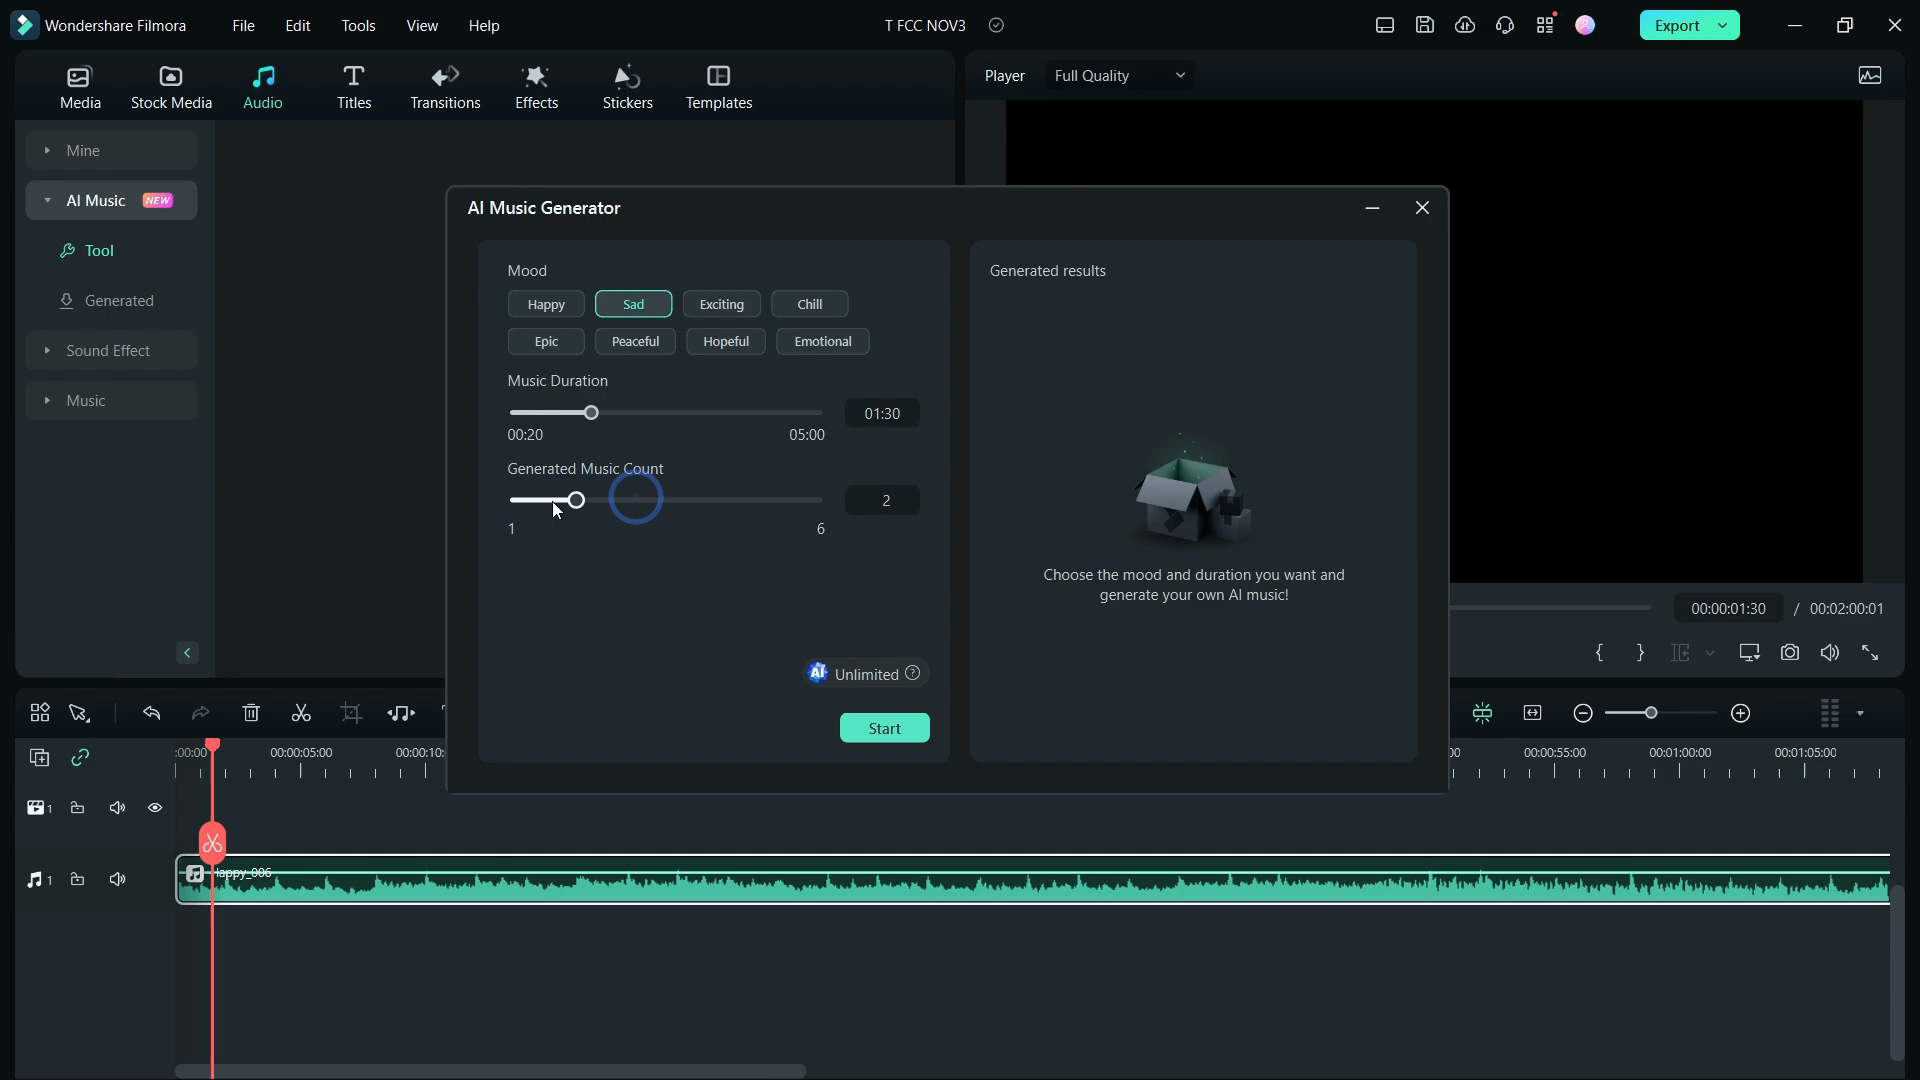 Wondershare Filmora
File Edit Tools View Help
T FCC NOV3
Export
Media Stock Media Audio Titles Transitions Effects Stickers Templates
Player Full Quality
Mine
AI Music NEW
Tool
Generated
Sound Effect
Music
AI Music Generator
Mood
Happy Sad Exciting Chill
Epic Peaceful Hopeful Emotional
Music Duration
01:30
00:20 05:00
Generated Music Count
2
1 6
AI Unlimited
Start
Generated results
Choose the mood and duration you want and
generate your own AI music!
00:00:01:30 / 00:02:00:01
{ }
:00:00 00:00:05:00 00:00:10: 00 00:00:55:00 00:01:00:00 00:01:05:00
1
1
Happy_006